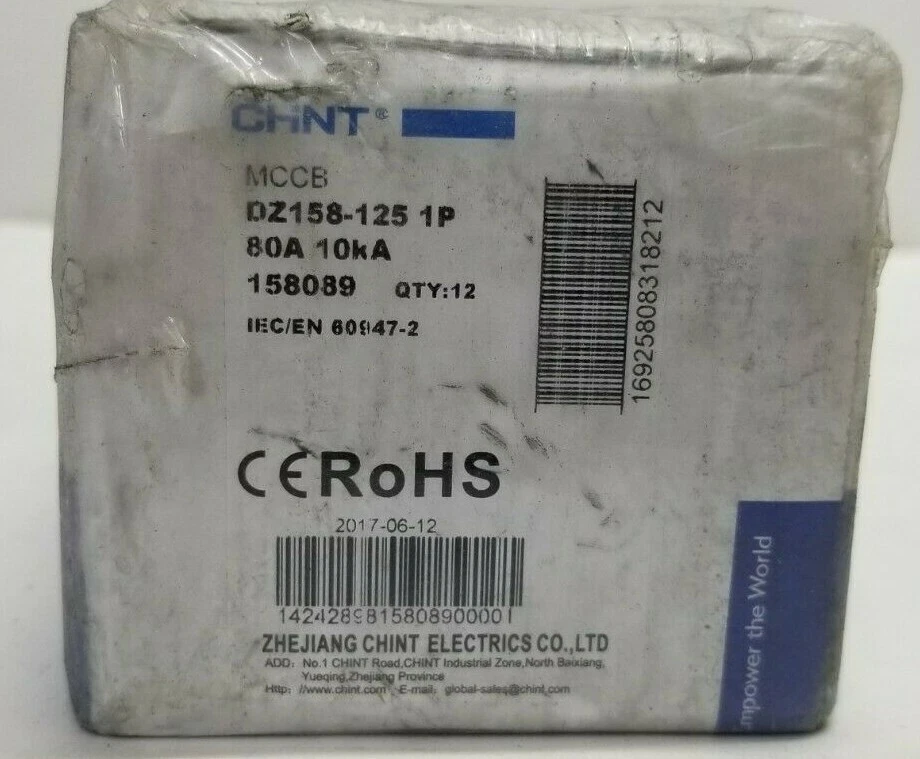 CHNT®
MCCB
DZ158-125 1P
80A 10kA
158089 QTY:12
IEC/EN 60947-2
16925808318212
CE RoHS
2017-06-12
1424289815808900001
ZHEJIANG CHINT ELECTRICS CO.,LTD
ADD: No.1 CHINT Road,CHINT Industrial Zone,North Baixiang,
Yueqing,Zhejiang Province
Http: //www.chint.com E-mail: global-sales@chint.com
mpower the World